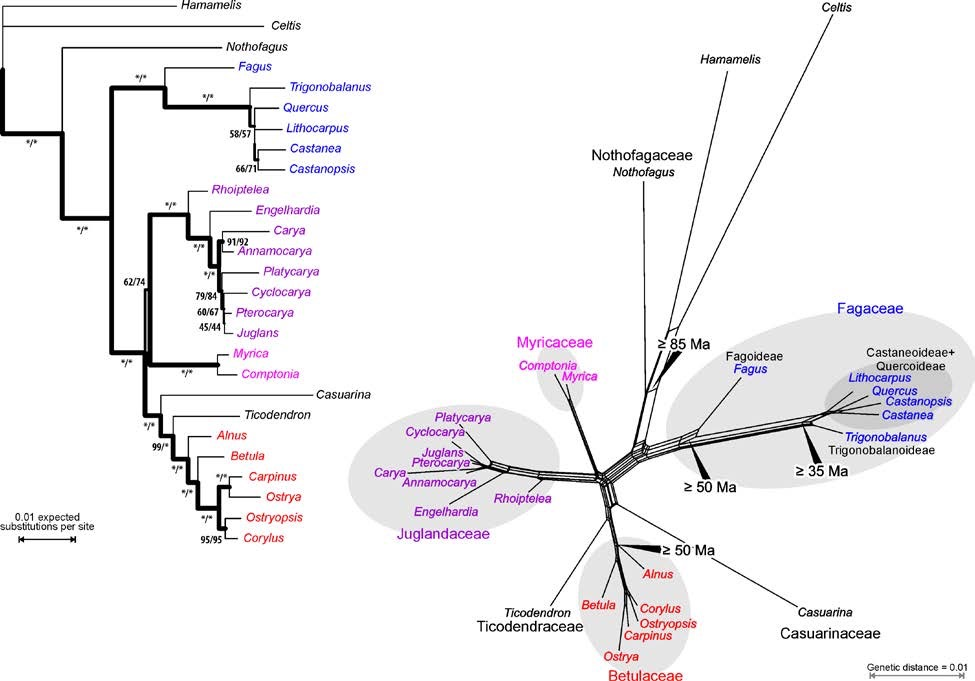 Hamamelis
Celtis
Nothofagus
*/*
Fagus
*/*
Trigonobalanus
Quercus
58/57
Lithocarpus
*/*
Castanea
66/71
Castanopsis
Rhoiptelea
*/*
Engelhardia
*/*
Carya
91/92
Annamocarya
*/*
Platycarya
62/74
79/84
Cyclocarya
60/67
Pterocarya
45/44
Juglans
*/*
Myrica
*/*
Comptonia
Casuarina
*/*
Ticodendron
99/*
Alnus
*/*
Betula
*/*
*/*
Carpinus
Ostrya
*/*
Ostryopsis
95/95
Corylus
*/*
0.01 expected
substitutions per site
Celtis
Hamamelis
Nothofagaceae
Nothofagus
≥ 85 Ma
Fagaceae
Fagoideae
Fagus
Castaneoideae+
Quercoideae
Lithocarpus
Quercus
Castanopsis
Castanea
Trigonobalanus
Trigonobalanoideae
≥ 35 Ma
≥ 50 Ma
Myricaceae
Comptonia
Myrica
Platycarya
Cyclocarya
Juglans
Pterocarya
Carya
Annamocarya
Rhoiptelea
Engelhardia
Juglandaceae
≥ 50 Ma
Alnus
Betula
Corylus
Ostryopsis
Carpinus
Ostrya
Betulaceae
Ticodendron
Ticodendraceae
Casuarina
Casuarinaceae
Genetic distance = 0.01